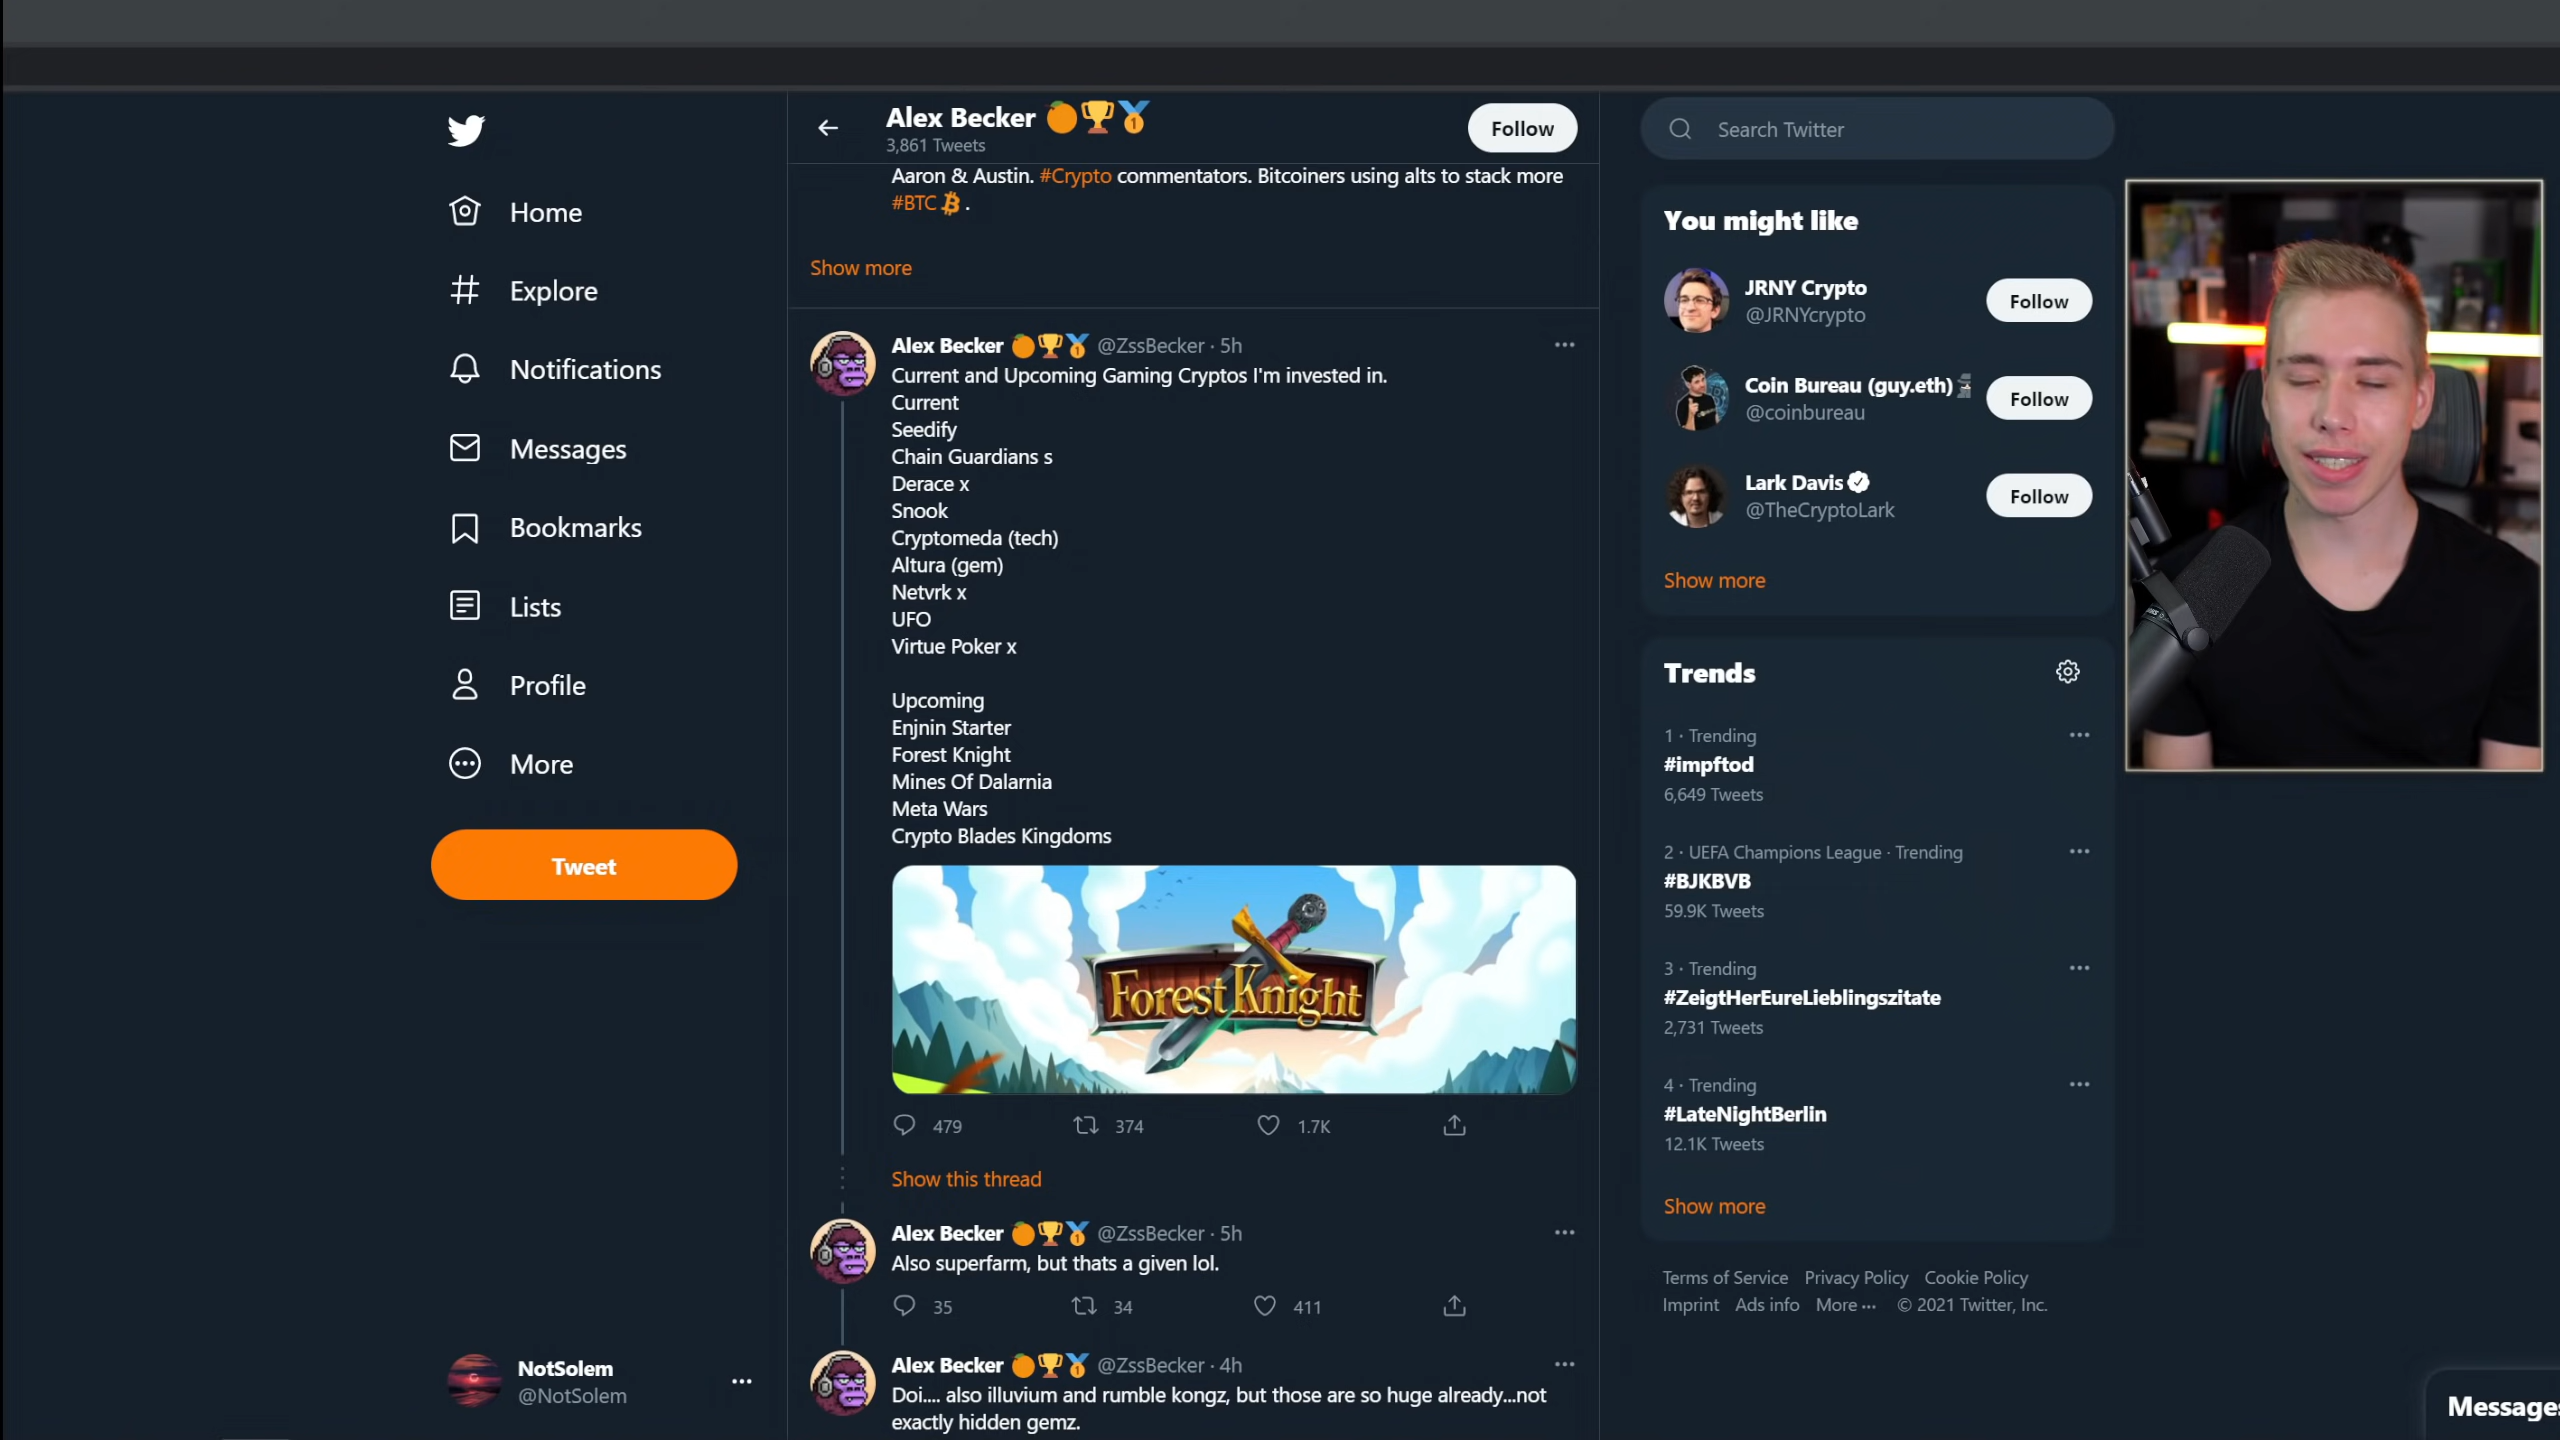 Home
Explore
Notifications
Messages
Bookmarks
Lists
Profile
More
Tweet
NotSolem
@NotSolem
Alex Becker
3,861 Tweets
Follow
Aaron & Austin. #Crypto commentators. Bitcoiners using alts to stack more
#BTC .
Show more
Alex Becker @ZssBecker · 5h
Current and Upcoming Gaming Cryptos I'm invested in.
Current
Seedify
Chain Guardians s
Derace x
Snook
Cryptomeda (tech)
Altura (gem)
Netvrk x
UFO
Virtue Poker x
Upcoming
Enjnin Starter
Forest Knight
Mines Of Dalarnia
Meta Wars
Crypto Blades Kingdoms
Forest Knight
479 374 1.7K
Show this thread
Alex Becker @ZssBecker · 5h
Also superfarm, but thats a given lol.
35 34 411
Alex Becker @ZssBecker · 4h
Doi.... also illuvium and rumble kongz, but those are so huge already...not
exactly hidden gemz.
Search Twitter
You might like
JRNY Crypto
@JRNYcrypto
Follow
Coin Bureau (guy.eth)
@coinbureau
Follow
Lark Davis
@TheCryptoLark
Follow
Show more
Trends
1 · Trending
#impftod
6,649 Tweets
2 · UEFA Champions League · Trending
#BJKBVB
59.9K Tweets
3 · Trending
#ZeigtHerEureLieblingszitate
2,731 Tweets
4 · Trending
#LateNightBerlin
12.1K Tweets
Show more
Terms of Service Privacy Policy Cookie Policy
Imprint Ads info More ··· © 2021 Twitter, Inc.
Messages